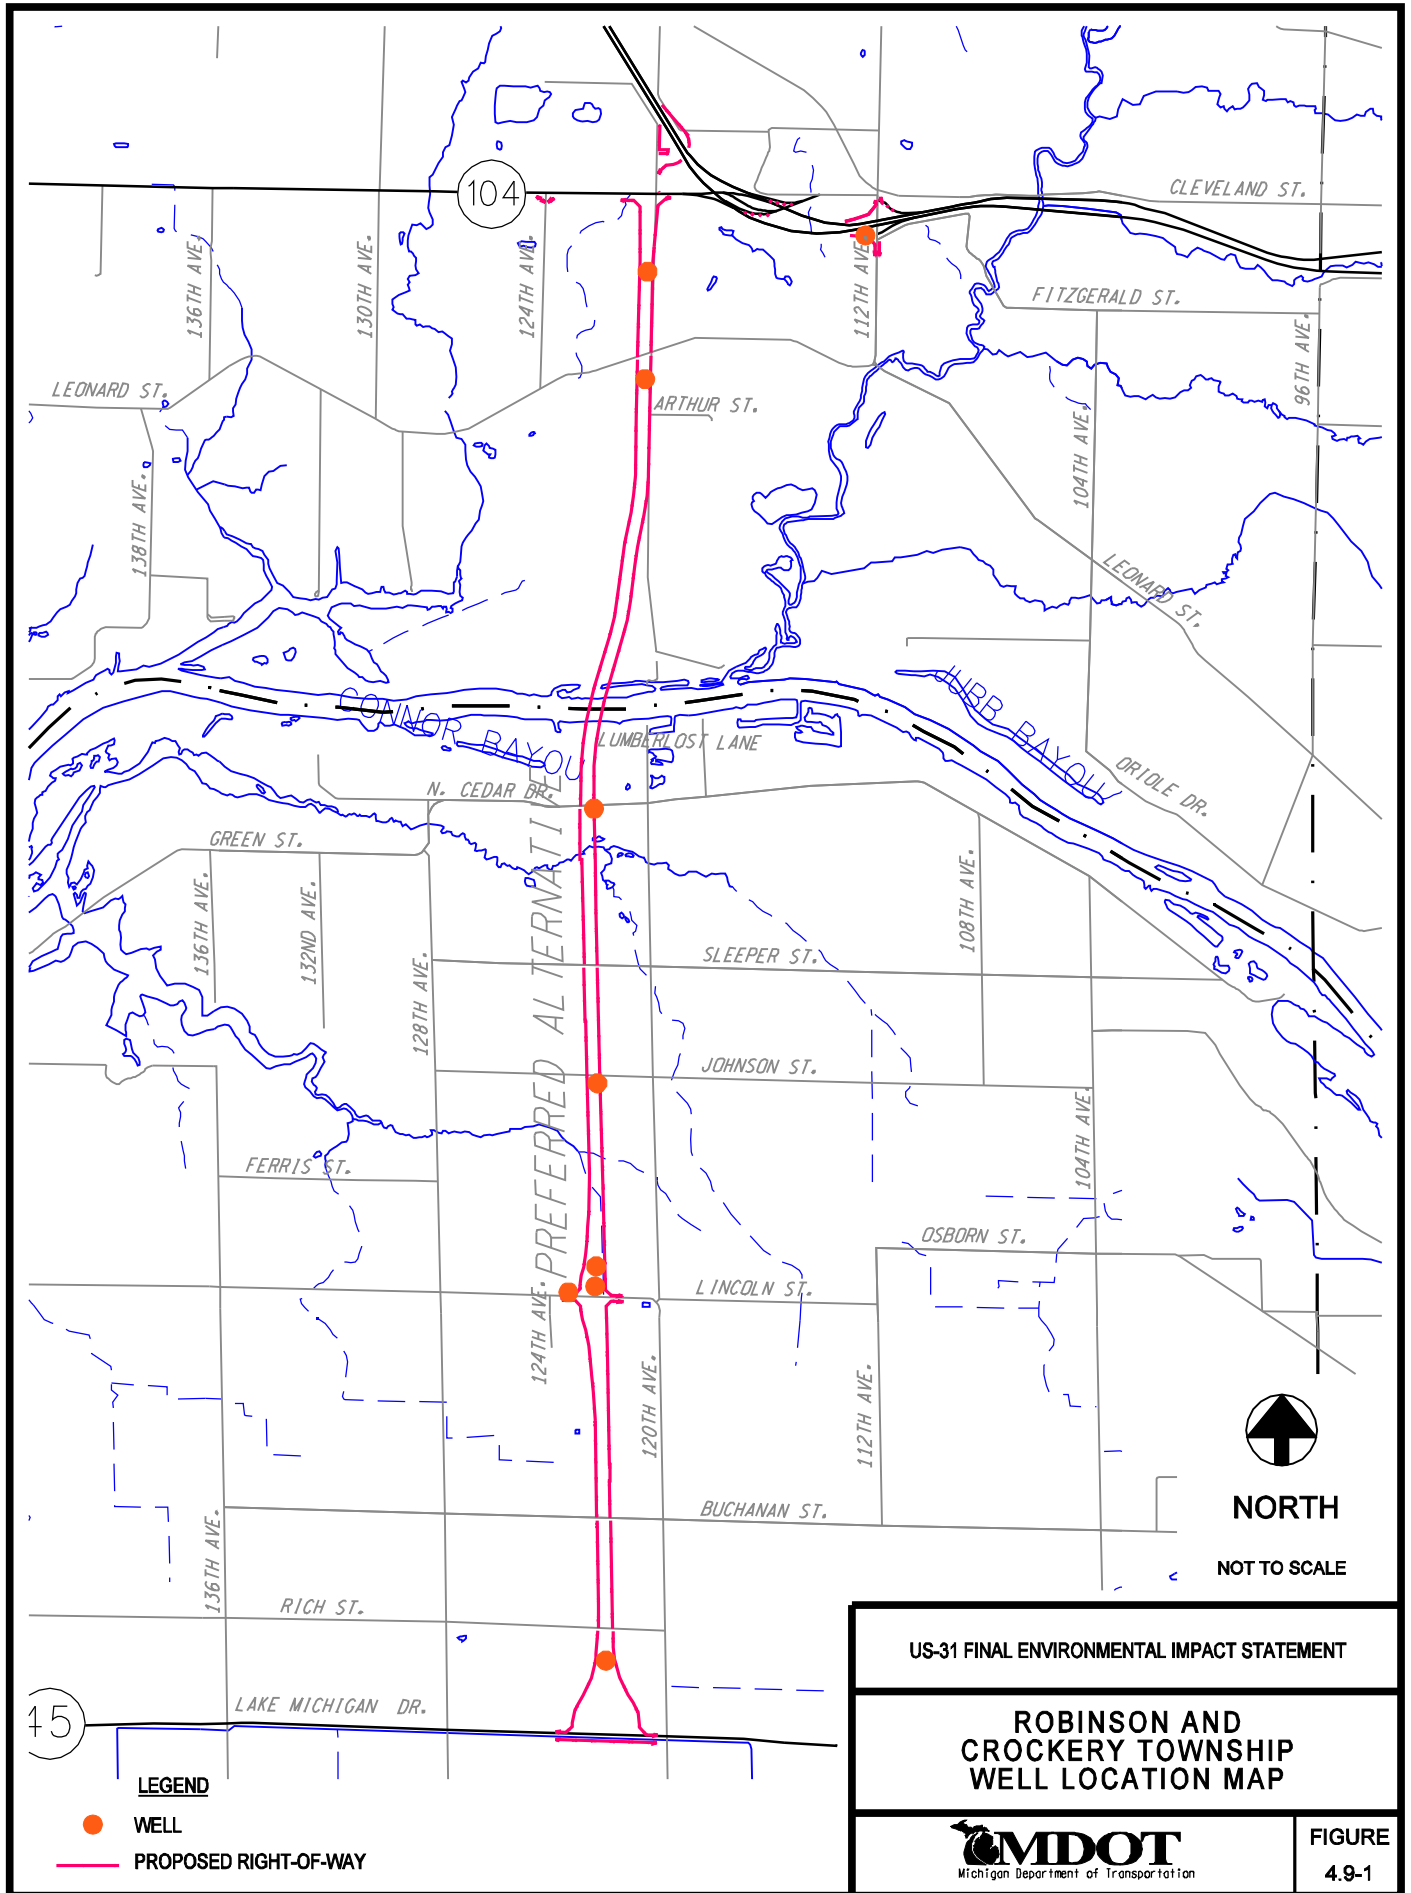 104
CLEVELAND ST.
136TH AVE.
130TH AVE.
124TH AVE.
112TH AVE.
FITZGERALD ST.
96TH AVE.
LEONARD ST.
ARTHUR ST.
104TH AVE.
138TH AVE.
LEONARD ST.
CONNOR BAYOU
JUBB BAYOU
LUMBERLOST LANE
ORIOLE DR.
N. CEDAR DR.
GREEN ST.
136TH AVE.
132ND AVE.
128TH AVE.
108TH AVE.
SLEEPER ST.
JOHNSON ST.
104TH AVE.
FERRIS ST.
OSBORN ST.
LINCOLN ST.
124TH AVE.
120TH AVE.
112TH AVE.
BUCHANAN ST.
136TH AVE.
RICH ST.
LAKE MICHIGAN DR.
45
PREFERRED ALTERNATI E
NORTH
NOT TO SCALE
LEGEND
WELL
PROPOSED RIGHT-OF-WAY
US-31 FINAL ENVIRONMENTAL IMPACT STATEMENT
ROBINSON AND
CROCKERY TOWNSHIP
WELL LOCATION MAP
MDOT
Michigan Department of Transportation
FIGURE
4.9-1